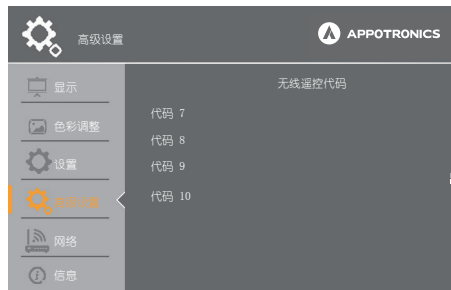 高级设置
APPOTRONICS
显示
色彩调整
设置
网络
信息
无线遥控代码
代码 7
代码 8
代码 9
代码 10